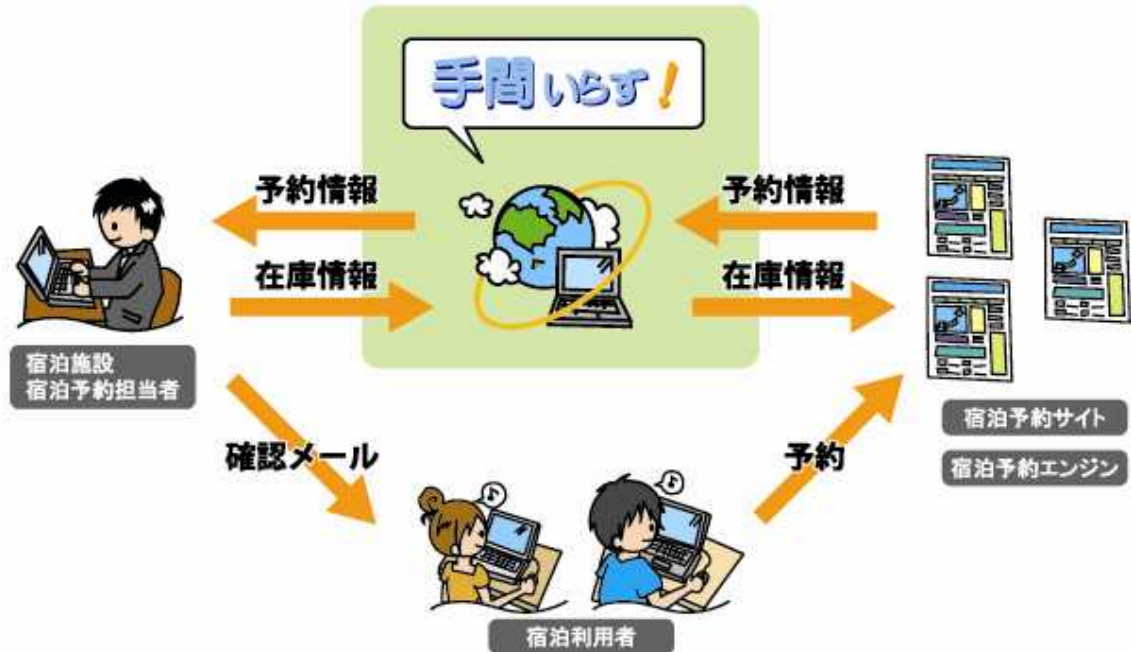 手間いらず!
予約情報
予約情報
在庫情報
在庫情報
宿泊施設
宿泊予約担当者
宿泊予約サイト
宿泊予約エンジン
確認メール
予約
宿泊利用者